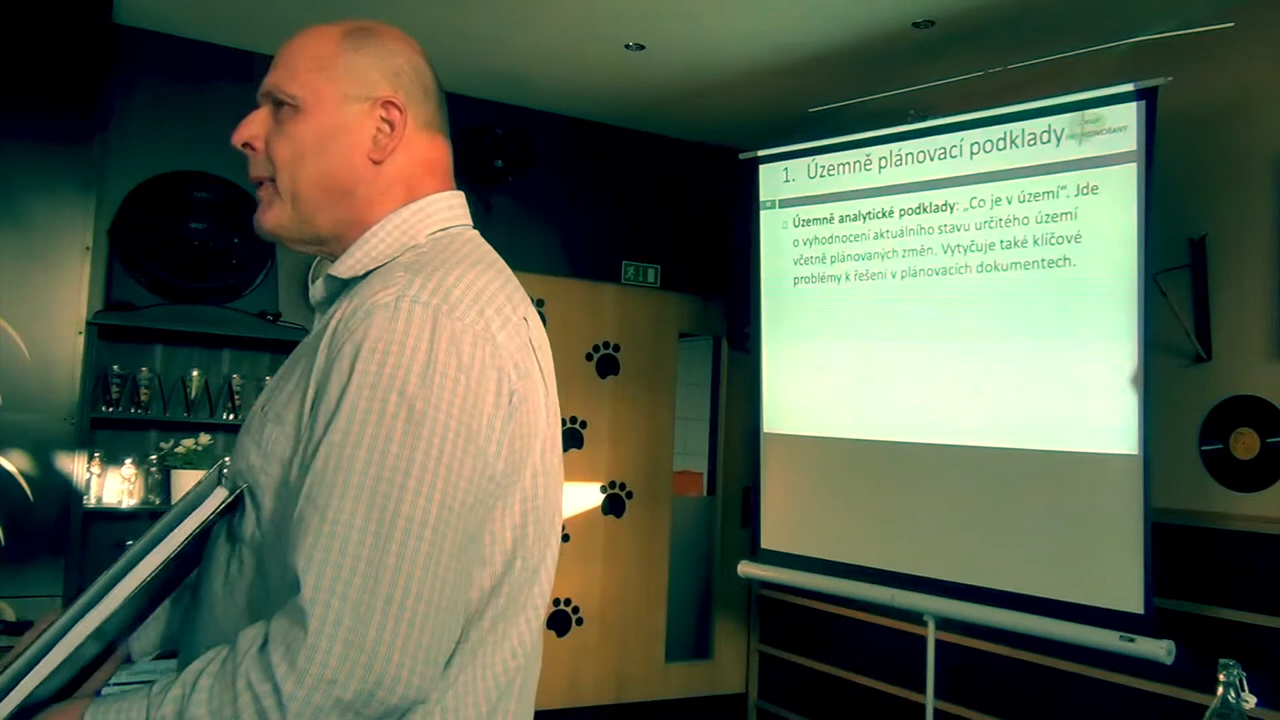 1. Územně plánovací podklady
Územně analytické podklady: „Co je v území“. Jde
o vyhodnocení aktuálního stavu určitého území
včetně plánovaných změn. Vytyčuje také klíčové
problémy k řešení v plánovacích dokumentech.